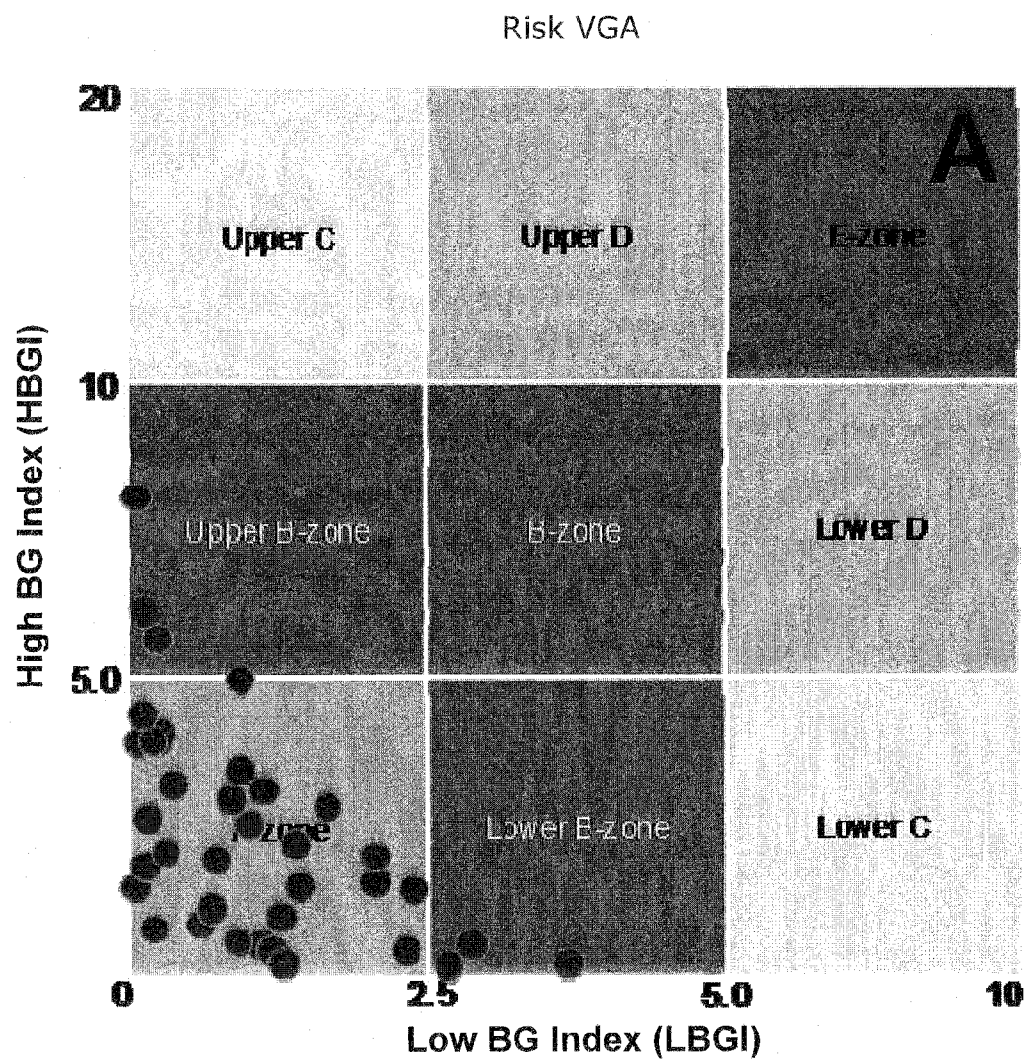 Risk VGA
20
A
Upper C
Upper D
E-zone
High BG Index (HBGI)
10
Upper B-zone
B-zone
Lower D
5.0
A-zone
Lower B-zone
Lower C
0
2.5
5.0
10
Low BG Index (LBGI)